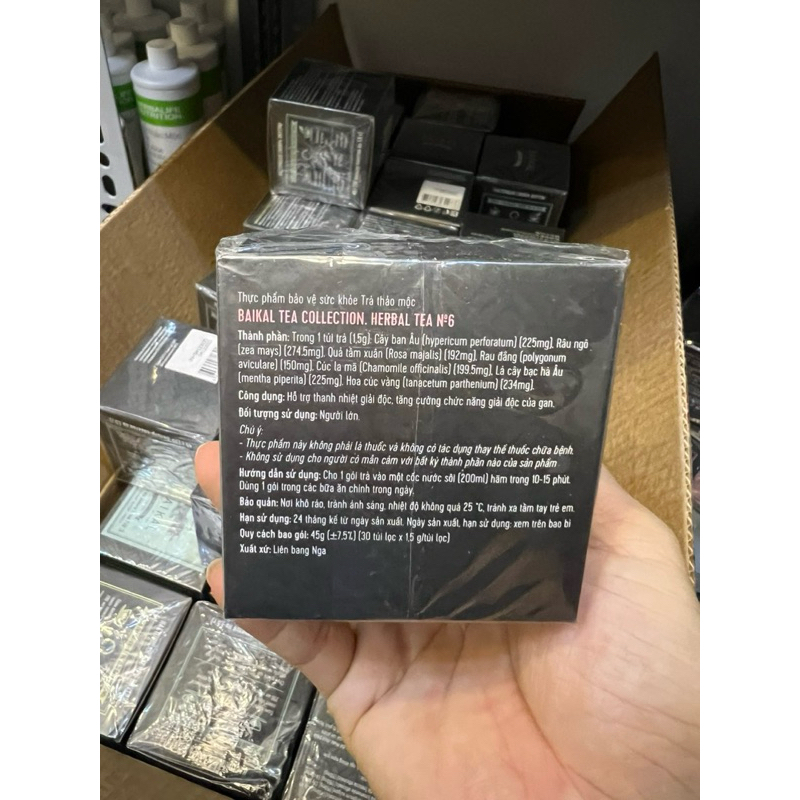 HERBALIFE
NUTRITION
Thực phẩm bảo vệ sức khỏe Trà thảo mộc
BAIKAL TEA COLLECTION. HERBAL TEA №6
Thành phần: Trong 1 túi trà (1,5g): Cây ban Âu (hypericum perforatum) (225mg). Râu ngô
(zea mays) (274.5mg). Quả tầm xuân (Rosa majalis) (192mg). Rau đắng (polygonum
aviculare) (150mg). Cúc la mã (Chamomile officinalis) (199.5mg). Lá cây bạc hà Âu
(mentha piperita) (225mg). Hoa cúc vàng (tanacetum parthenium) (234mg).
Công dụng: Hỗ trợ thanh nhiệt giải độc, tăng cường chức năng giải độc của gan.
Đối tượng sử dụng: Người lớn.
Chú ý:
- Thực phẩm này không phải là thuốc và không có tác dụng thay thế thuốc chữa bệnh.
- Không sử dụng cho người có mẫn cảm với bất kỳ thành phần nào của sản phẩm
Hướng dẫn sử dụng: Cho 1 gói trà vào một cốc nước sôi (200ml) hãm trong 10-15 phút.
Dùng 1 gói trong các bữa ăn chính trong ngày.
Bảo quản: Nơi khô ráo, tránh ánh sáng, nhiệt độ không quá 25 °C, tránh xa tầm tay trẻ em.
Hạn sử dụng: 24 tháng kể từ ngày sản xuất. Ngày sản xuất, hạn sử dụng: xem trên bao bì
Quy cách bao gói: 45g (±7.5%) (30 túi lọc x 1,5 g/túi lọc)
Xuất xứ: Liên bang Nga